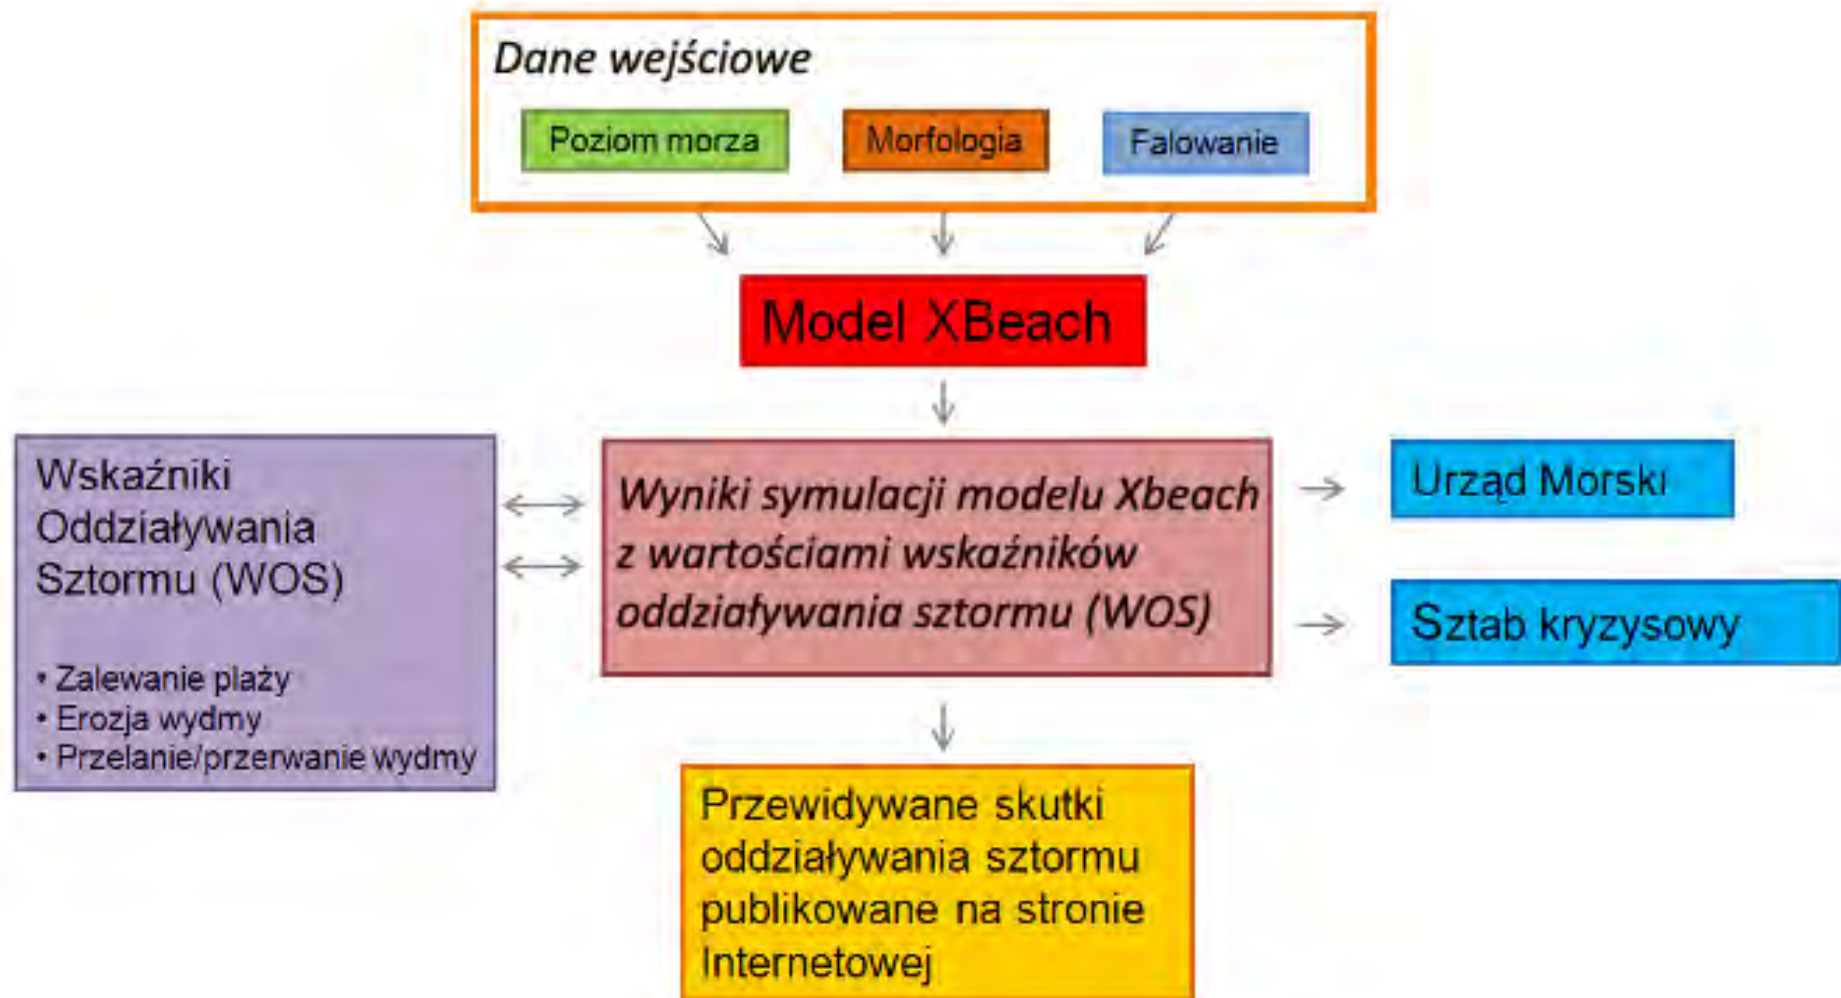 Dane wejściowe
Poziom morza
Morfologia
Falowanie
Model XBeach
Wskaźniki
Oddziaływania
Sztormu (WOS)
• Zalewanie plaży
• Erozja wydmy
• Przelanie/przerwanie wydmy
Wyniki symulacji modelu Xbeach
z wartościami wskaźników
oddziaływania sztormu (WOS)
Urząd Morski
Sztab kryzysowy
Przewidywane skutki
oddziaływania sztormu
publikowane na stronie
Internetowej